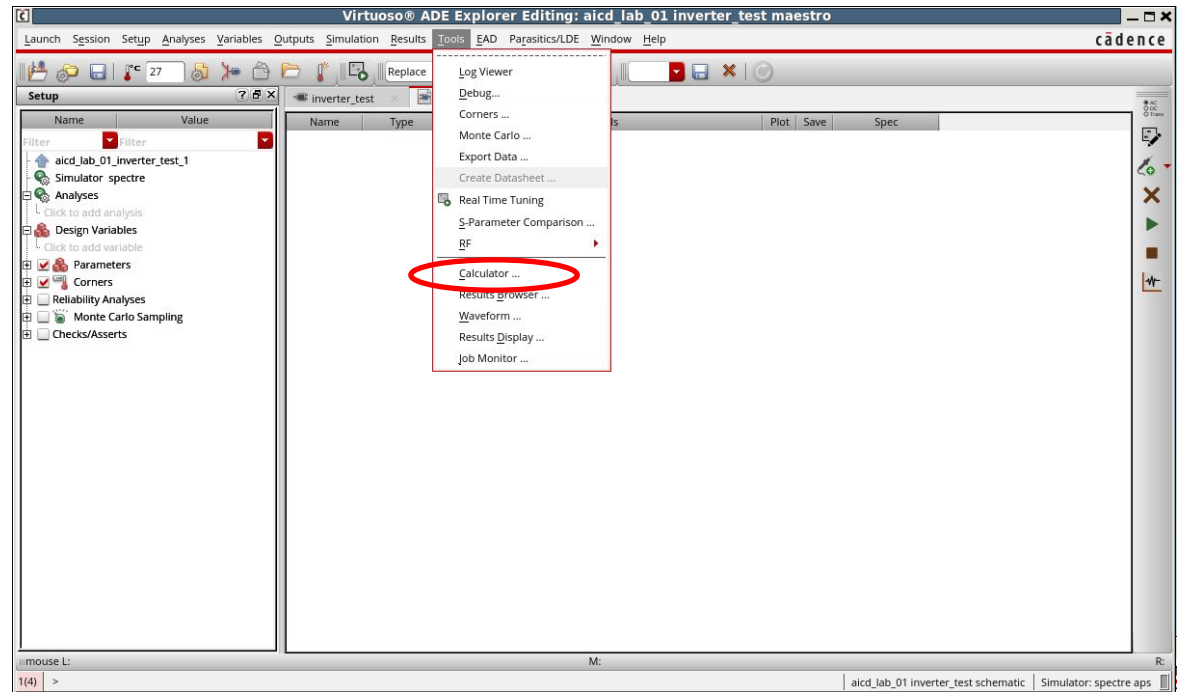 Virtuoso® ADE Explorer Editing: aicd_lab_01 inverter_test maestro
Launch Session Setup Analyses Variables Outputs Simulation Results Tools EAD Parasitics/LDE Window Help
cādence
27
Replace
Setup
inverter_test
Name Value
Filter Filter
aicd_lab_01_inverter_test_1
Simulator spectre
Analyses
Click to add analysis
Design Variables
Click to add variable
Parameters
Corners
Reliability Analyses
Monte Carlo Sampling
Checks/Asserts
Name Type Plot Save Spec
Log Viewer
Debug...
Corners ...
Monte Carlo ...
Export Data ...
Create Datasheet ...
Real Time Tuning
S-Parameter Comparison ...
RF
Calculator ...
Results Browser ...
Waveform ...
Results Display ...
Job Monitor ...
AC
DC
Trans
mouse L: M: R:
1(4) >
aicd_lab_01 inverter_test schematic Simulator: spectre aps